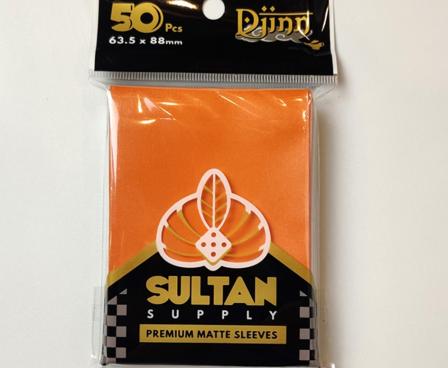 50 Pcs
63.5 x 88mm
Djinn
SULTAN
SUPPLY
PREMIUM MATTE SLEEVES